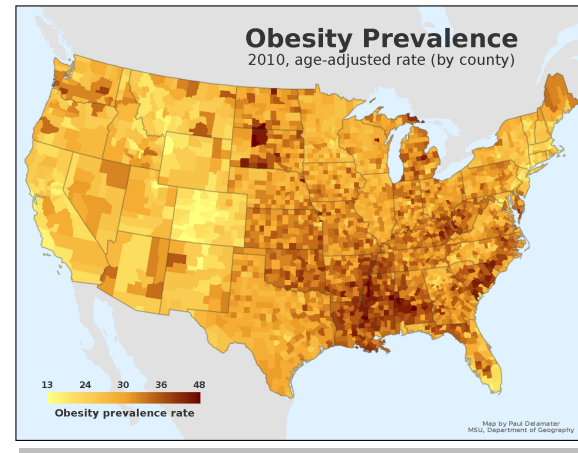 Obesity Prevalence
2010, age-adjusted rate (by county)
13 24 30 36 48
Obesity prevalence rate
Map by Paul Delamater
MSU, Department of Geography